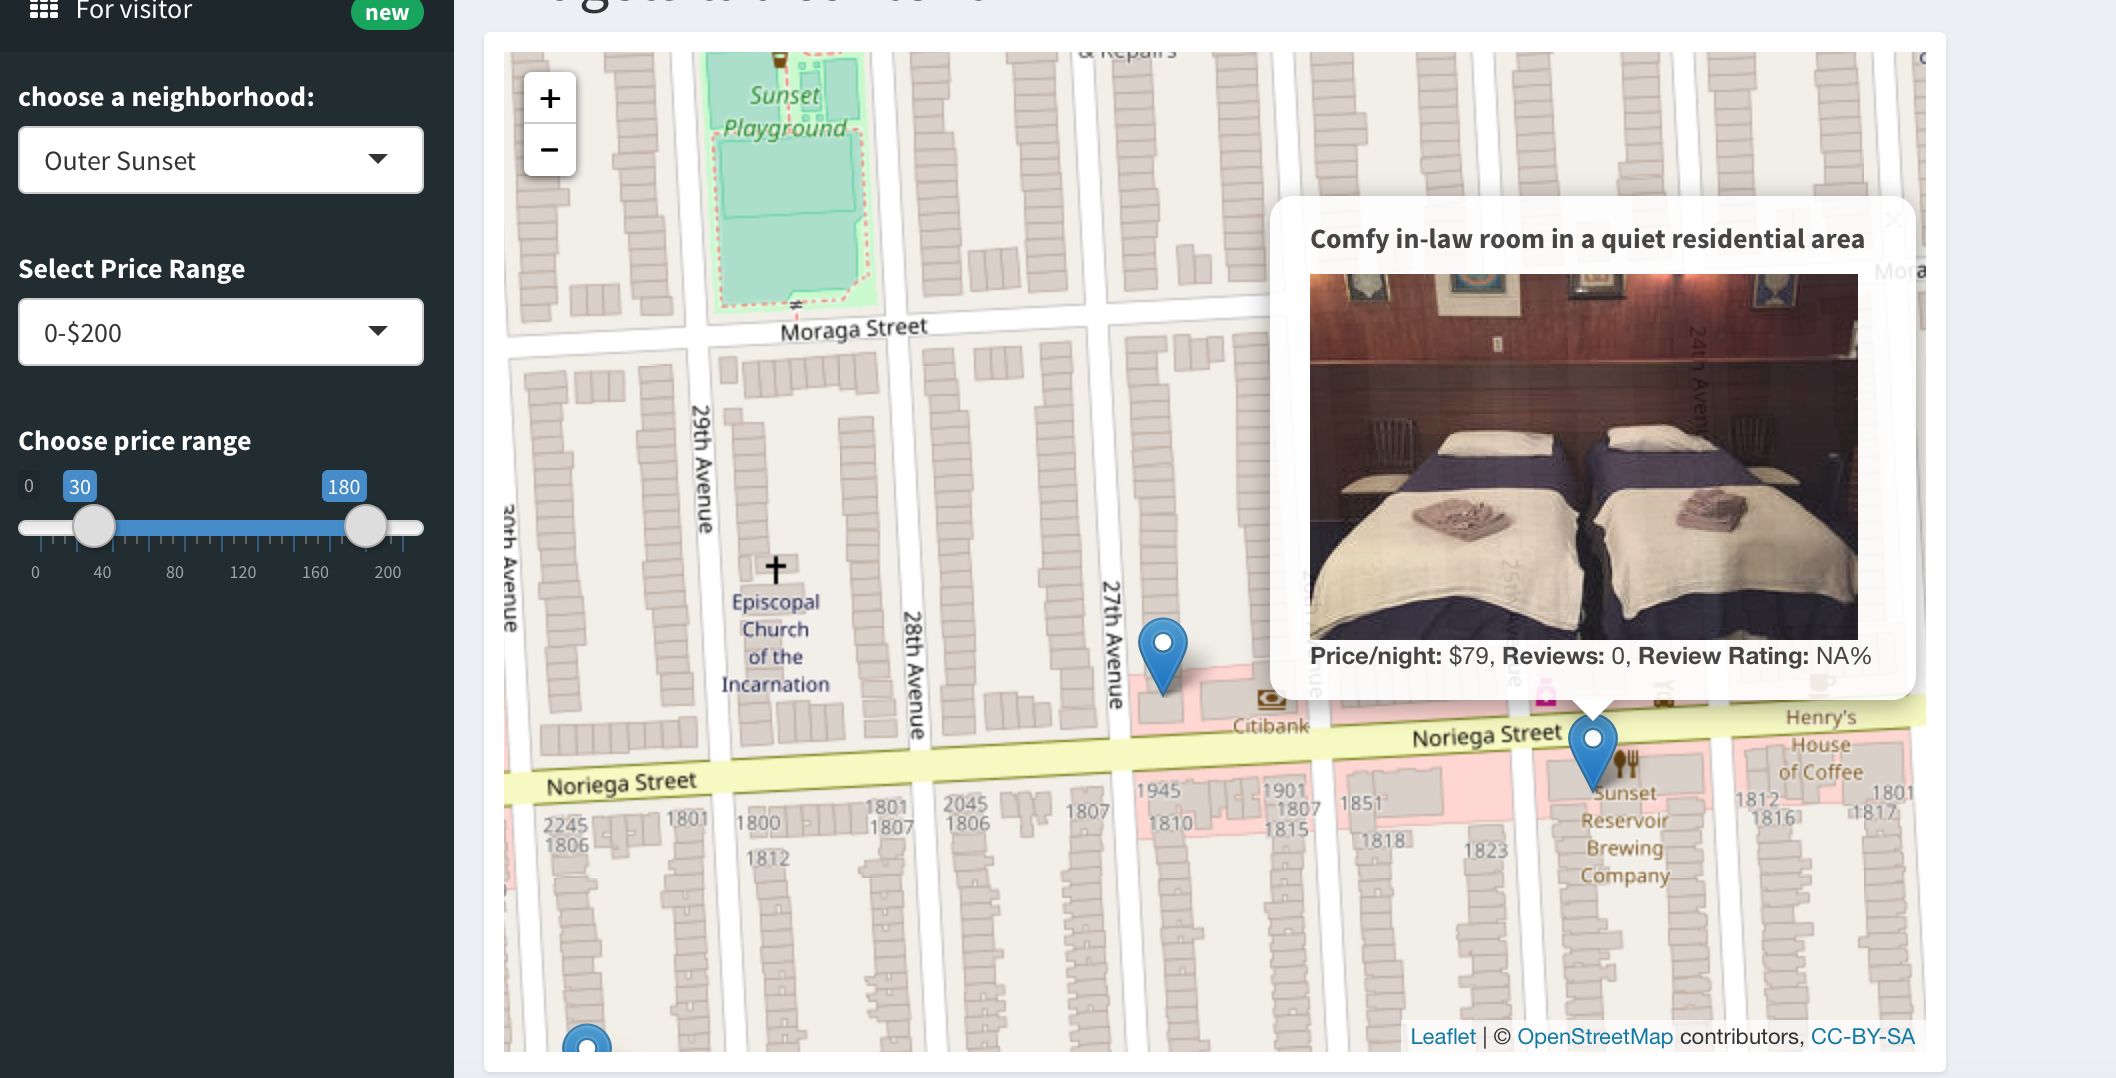 For visitor
new
choose a neighborhood:
Outer Sunset
Select Price Range
0-$200
Choose price range
0
30
180
0
40
80
120
160
200
+
−
& Repairs
Sunset
Playground
Moraga Street
29th Avenue
30th Avenue
28th Avenue
27th Avenue
Episcopal
Church
of the
Incarnation
Comfy in-law room in a quiet residential area
24th Avenue
Price/night: $79, Reviews: 0, Review Rating: NA%
Citibank
Noriega Street
Noriega Street
Henry's
House
of Coffee
Sunset
Reservoir
Brewing
Company
2245
1806
1801
1800
1812
1801
1807
2045
1806
1807
1945
1810
1901
1807
1815
1851
1818
1823
1812
1816
1801
1817
Leaflet | © OpenStreetMap contributors, CC-BY-SA